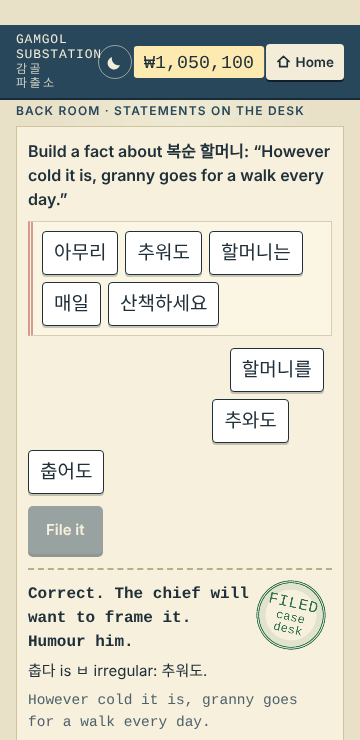 GAMGOL
SUBSTATION
감골
파출소
₩1,050,100
Home
BACK ROOM · STATEMENTS ON THE DESK
Build a fact about 복순 할머니: “However
cold it is, granny goes for a walk every
day.”
아무리 추워도 할머니는
매일 산책하세요
할머니를
추와도
춥어도
File it
Correct. The chief will
want to frame it.
Humour him.
FILED
case
desk
춥다 is ㅂ irregular: 추워도.
However cold it is, granny goes
for a walk every day.